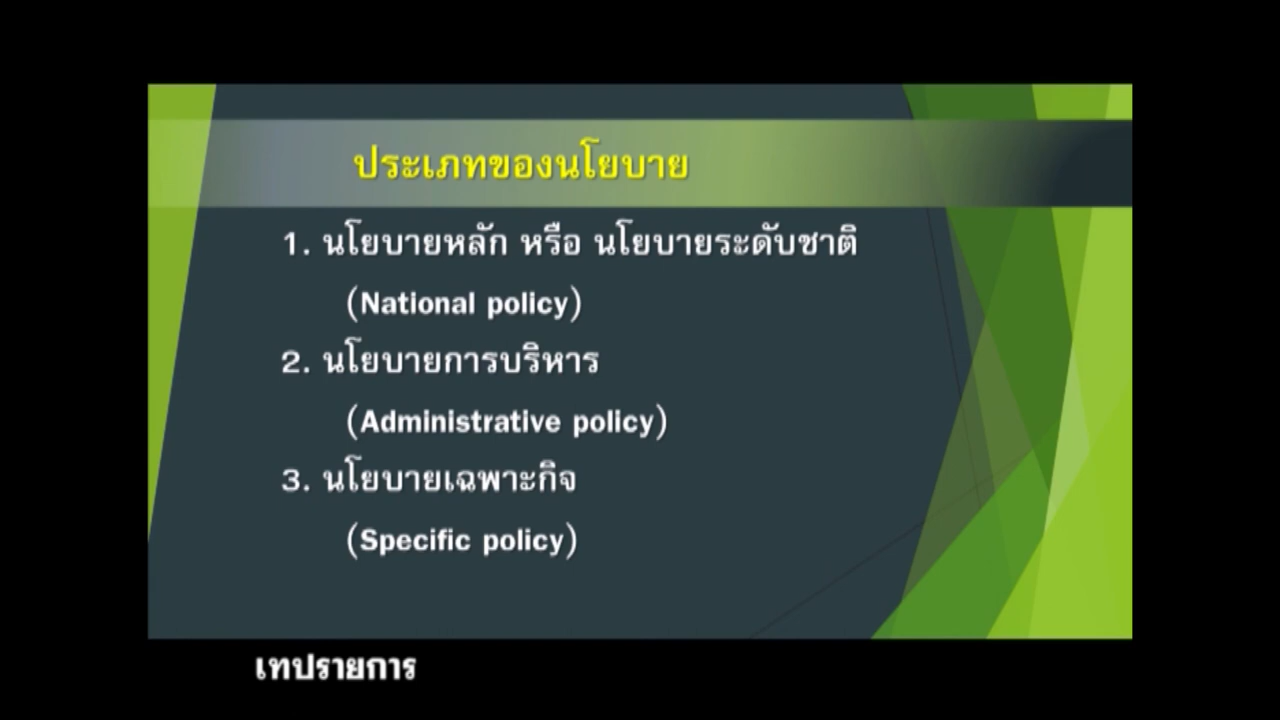 ประเภทของนโยบาย
1. นโยบายหลัก หรือ นโยบายระดับชาติ
(National policy)
2. นโยบายการบริหาร
(Administrative policy)
3. นโยบายเฉพาะกิจ
(Specific policy)
เทปรายการ